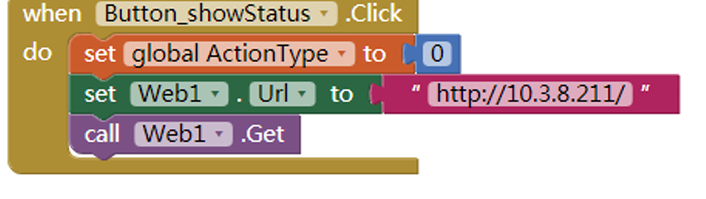 when Button_showStatus .Click
do set global ActionType to 0
set Web1 . Url to " http://10.3.8.211/ "
call Web1 .Get